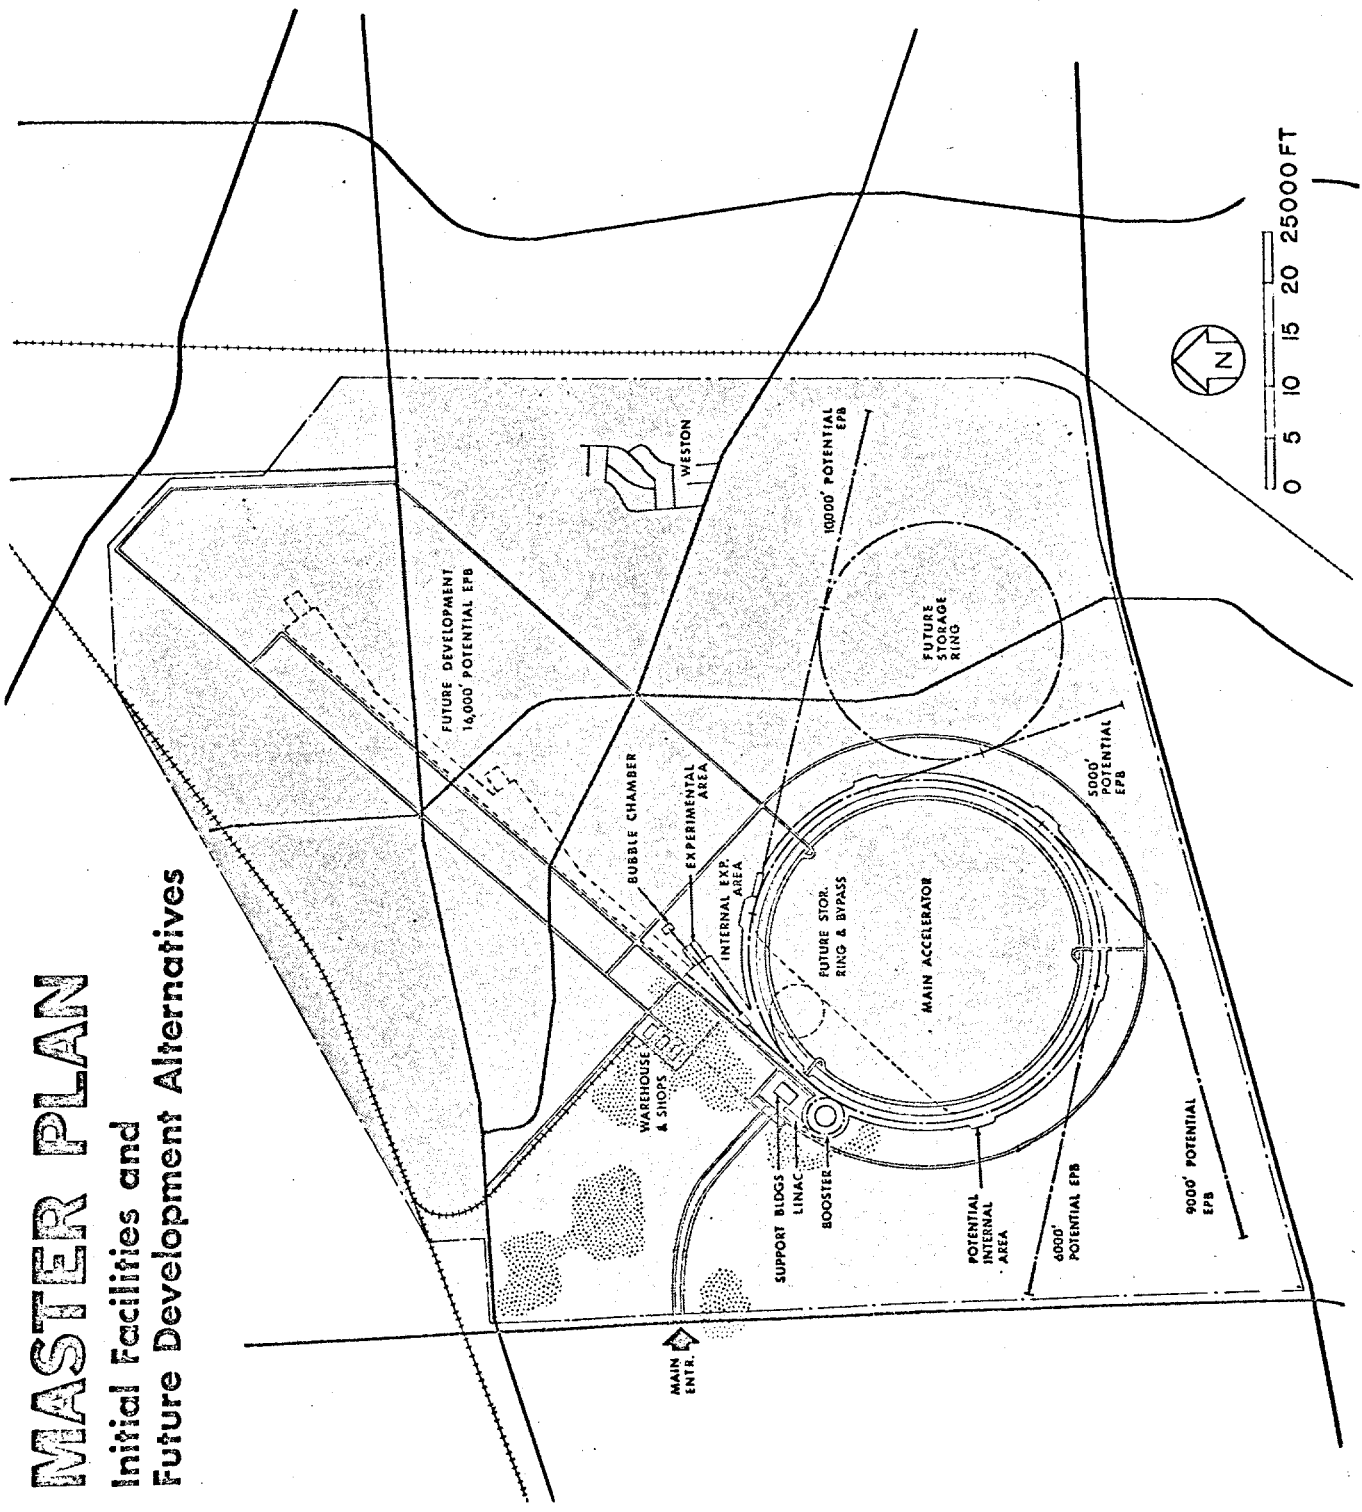 MASTER PLAN
Initial Facilities and
Future Development Alternatives
FUTURE DEVELOPMENT
16,000' POTENTIAL EPB
WESTON
BUBBLE CHAMBER
EXPERIMENTAL
AREA
INTERNAL EXP.
AREA
WAREHOUSE
& SHOPS
MAIN
ENTR.
SUPPORT BLDGS
LINAC
BOOSTER
FUTURE STOR.
RING & BYPASS
MAIN ACCELERATOR
10,000' POTENTIAL
EPB
FUTURE
STORAGE
RING
5000'
POTENTIAL
EPB
POTENTIAL
INTERNAL
AREA
6000'
POTENTIAL EPB
9000' POTENTIAL
EPB
N
0 5 10 15 20 25000 FT